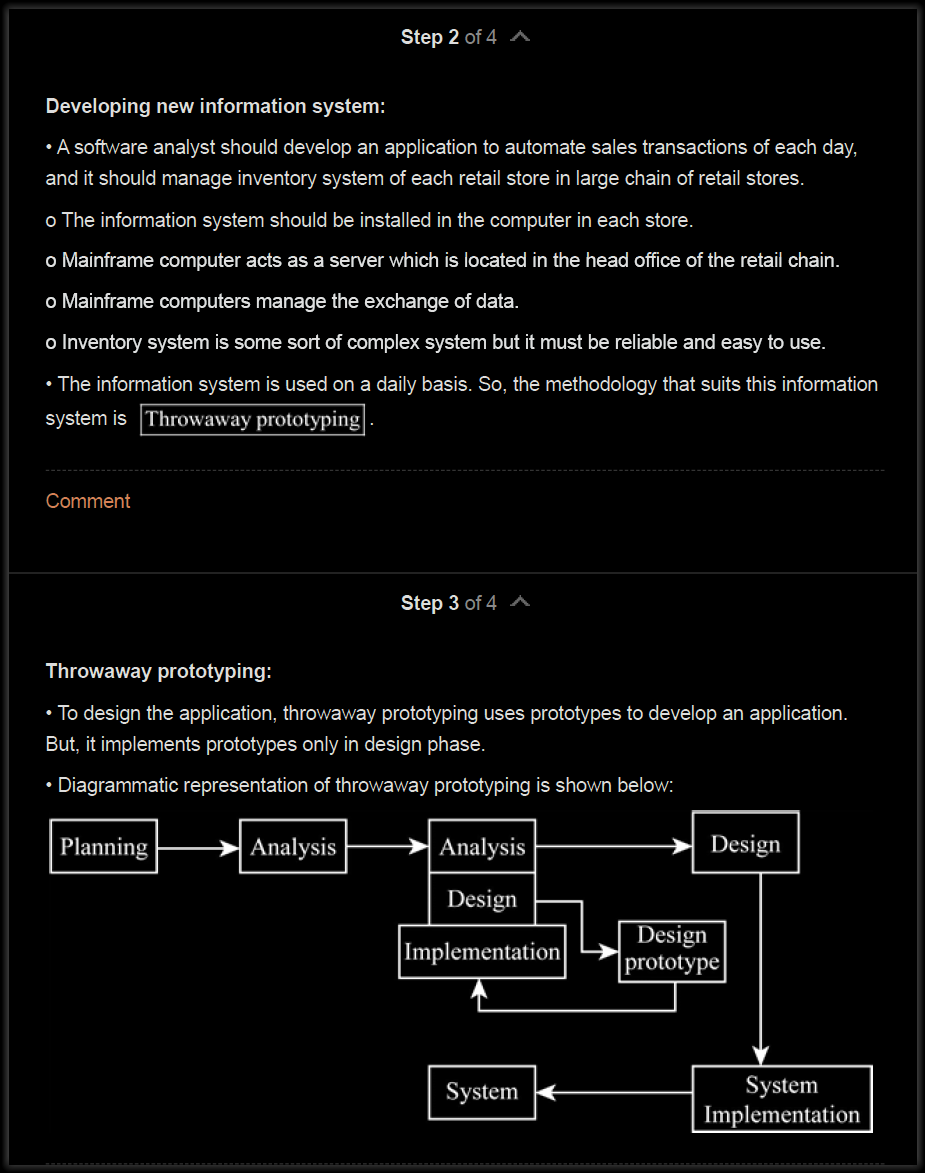 Step 2 of 4
Developing new information system:
• A software analyst should develop an application to automate sales transactions of each day,
and it should manage inventory system of each retail store in large chain of retail stores.
o The information system should be installed in the computer in each store.
o Mainframe computer acts as a server which is located in the head office of the retail chain.
o Mainframe computers manage the exchange of data.
o Inventory system is some sort of complex system but it must be reliable and easy to use.
• The information system is used on a daily basis. So, the methodology that suits this information
system is Throwaway prototyping .
Comment
Step 3 of 4
Throwaway prototyping:
• To design the application, throwaway prototyping uses prototypes to develop an application.
But, it implements prototypes only in design phase.
• Diagrammatic representation of throwaway prototyping is shown below:
Planning
Analysis
Analysis
Design
Design
Implementation
Design
prototype
System
System
Implementation